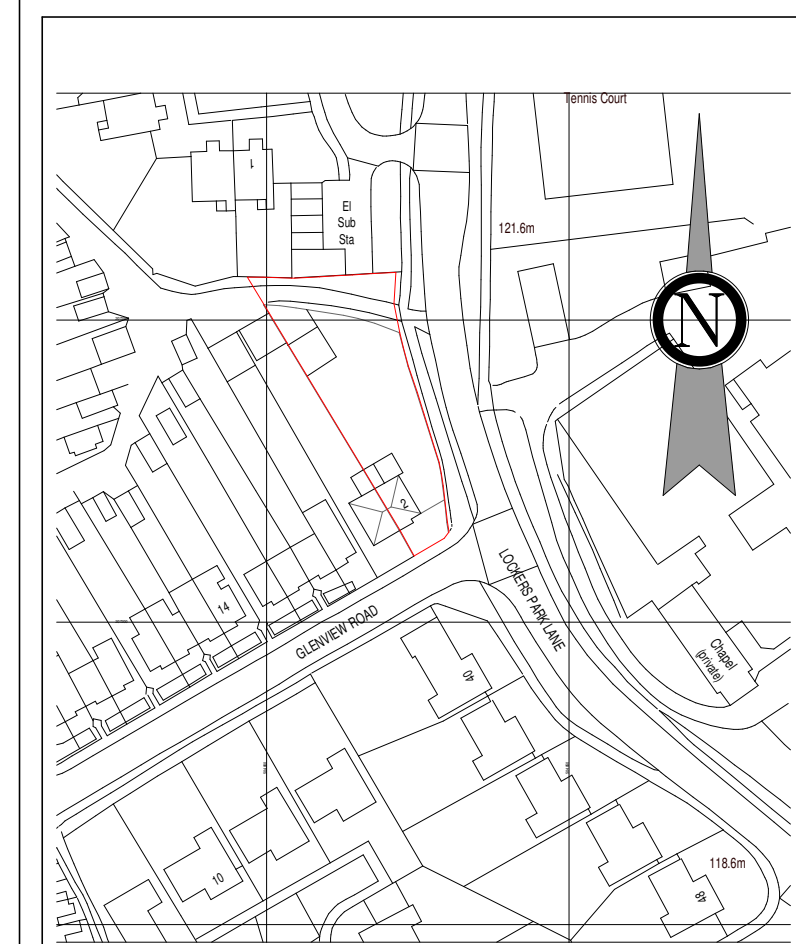 Tennis Court
1
El
Sub
Sta
121.6m
N
2
LOCKERS PARK LANE
14
GLENVIEW ROAD
Chapel
(private)
40
10
118.6m
48